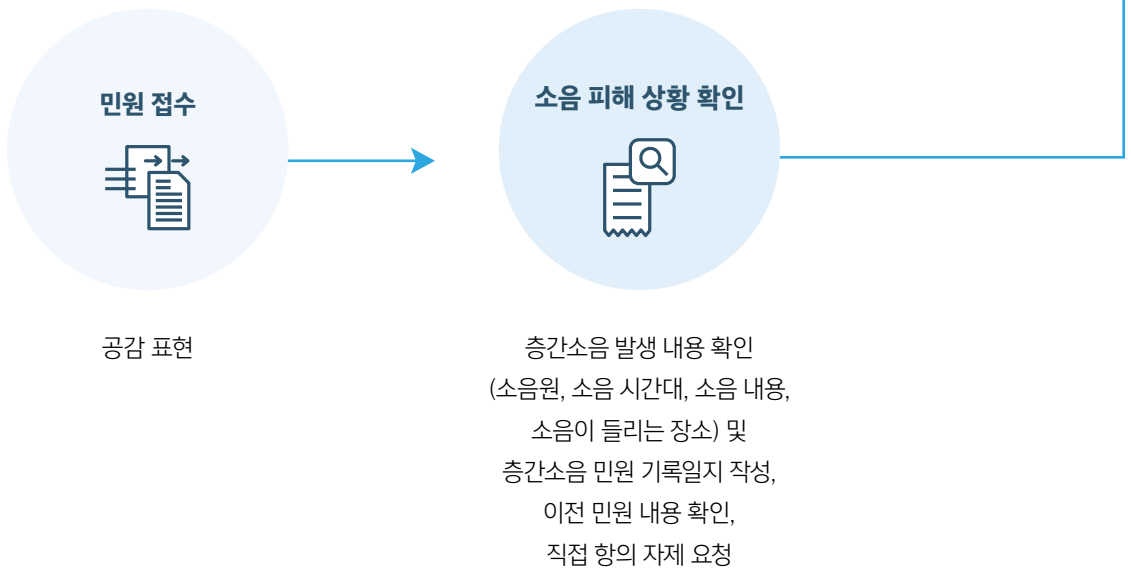 민원 접수
공감 표현
소음 피해 상황 확인
층간소음 발생 내용 확인
(소음원, 소음 시간대, 소음 내용,
소음이 들리는 장소) 및
층간소음 민원 기록일지 작성,
이전 민원 내용 확인,
직접 항의 자제 요청